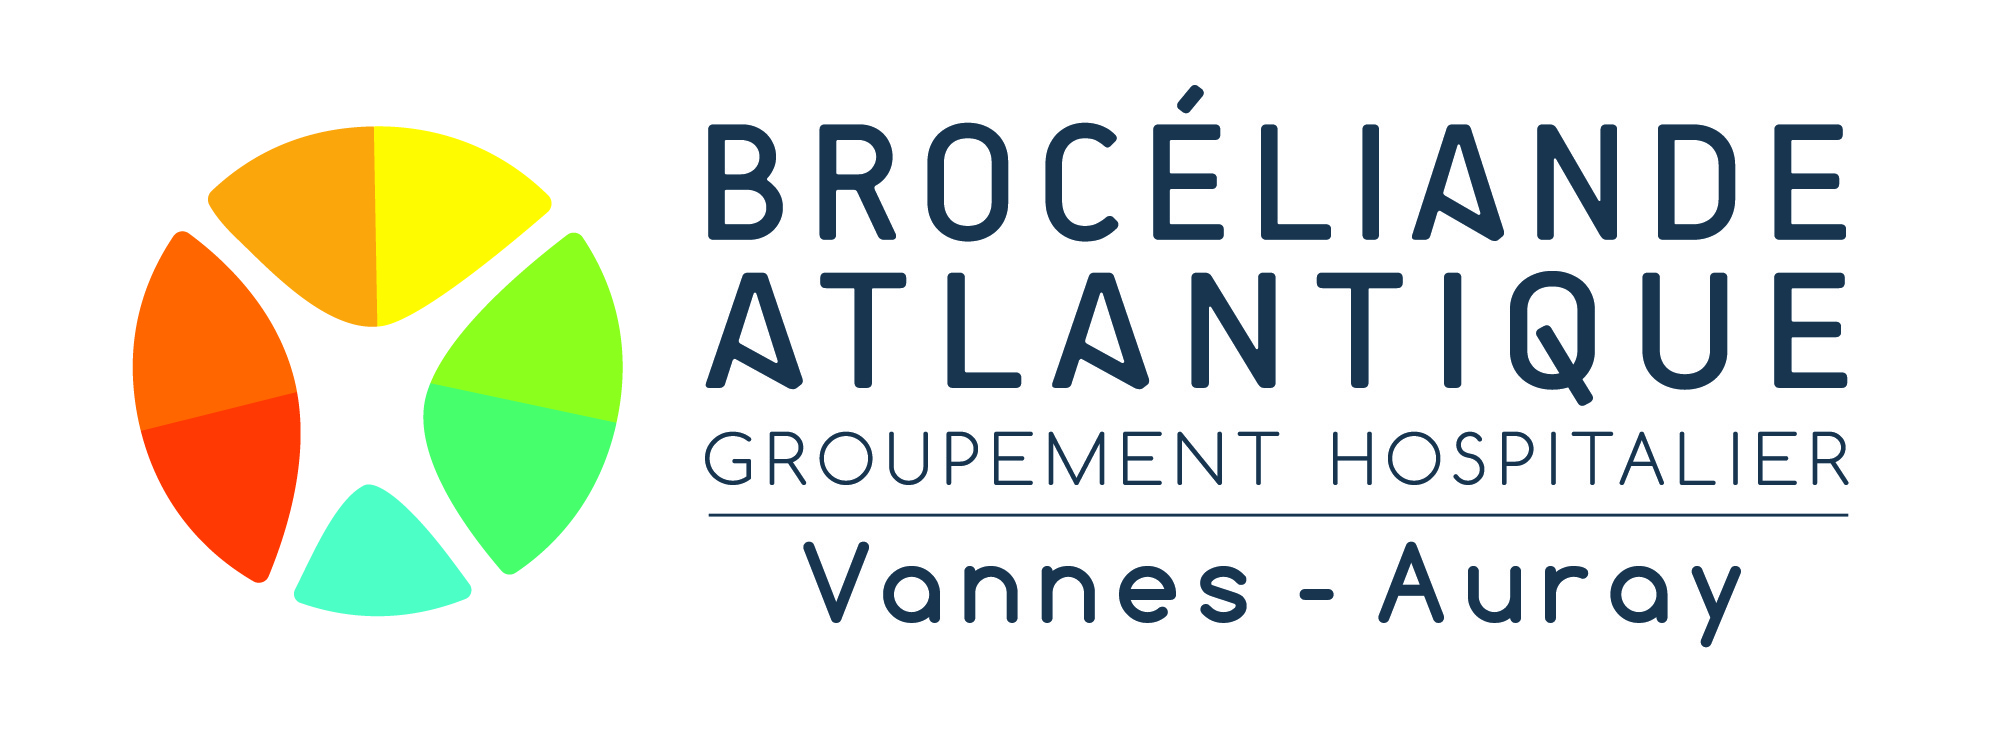 BROCÉLIANDE
ATLANTIQUE
GROUPEMENT HOSPITALIER
Vannes - Auray